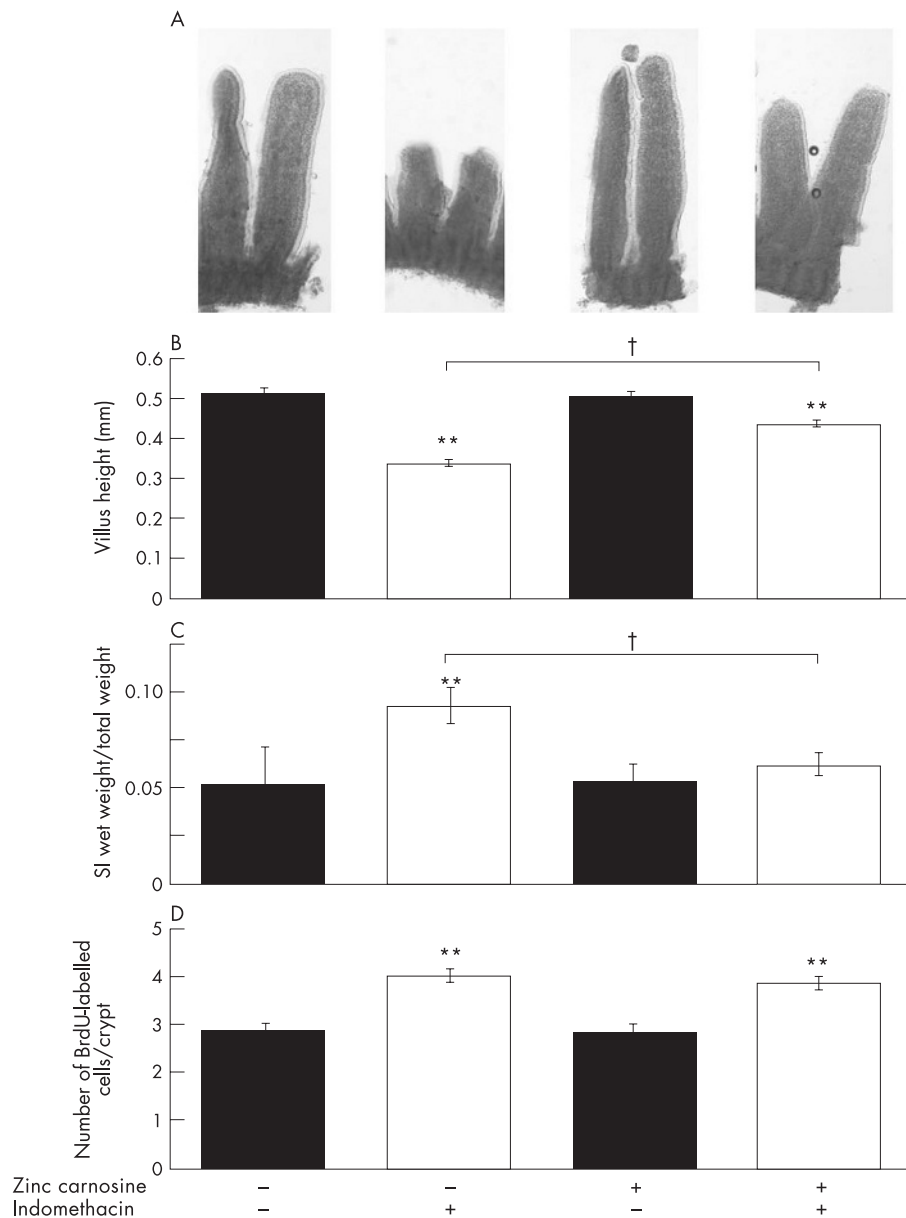 A
B
†
0.6
0.5
0.4
0.3
0.2
0.1
0
**
**
Villus height (mm)
C
†
0.10
0.05
0
**
SI wet weight/total weight
D
5
4
3
2
1
0
**
**
Number of BrdU-labelled
cells/crypt
Zinc carnosine – – + +
Indomethacin – + – +